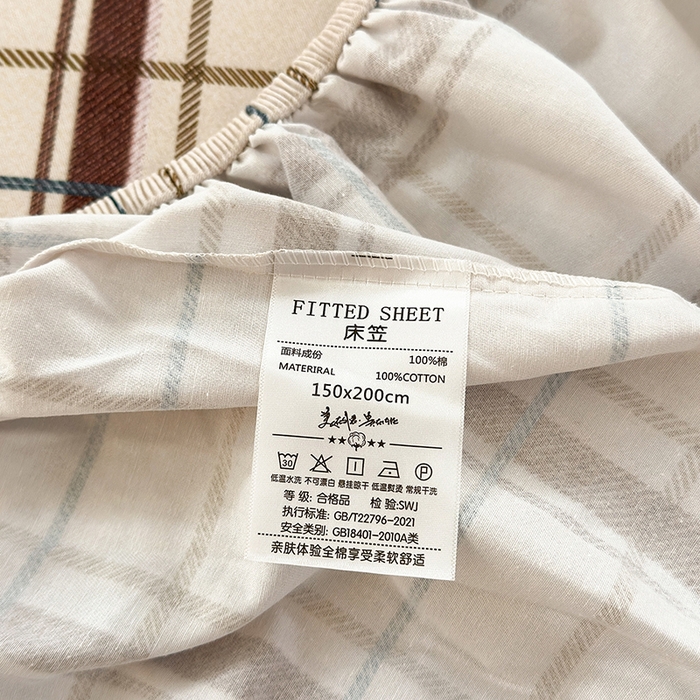 FITTED SHEET
床笠
面料成份 100%棉
MATERIRAL 100%COTTON
150x200cm
30 P
低温水洗 不可漂白 悬挂晾干 低温熨烫 常规干洗
等 级: 合格品 检 验:SWJ
执行标准: GB/T22796-2021
安全类别: GB18401-2010A类
亲肤体验全棉享受柔软舒适